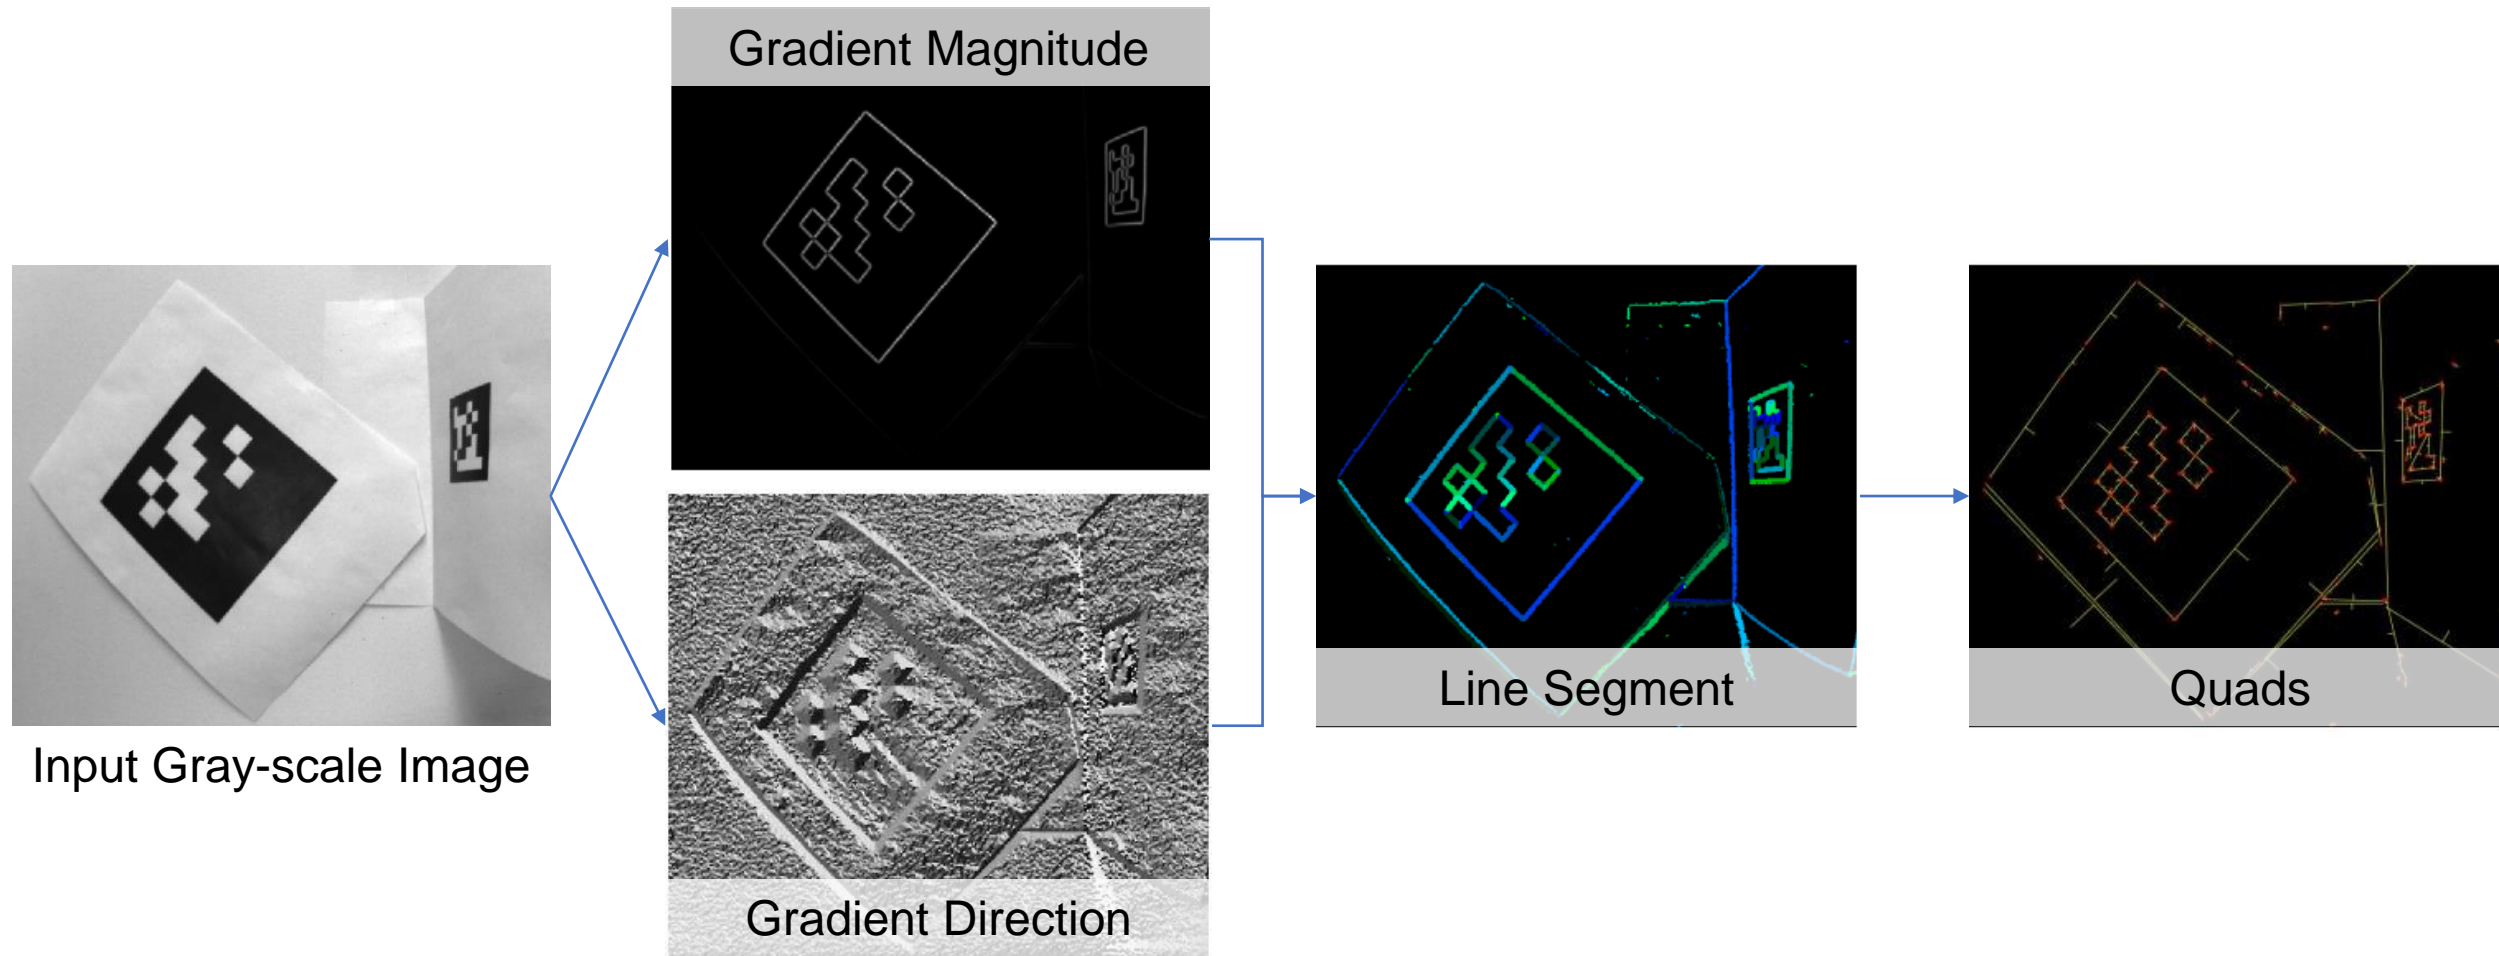 Gradient Magnitude
Input Gray-scale Image
Gradient Direction
Line Segment
Quads